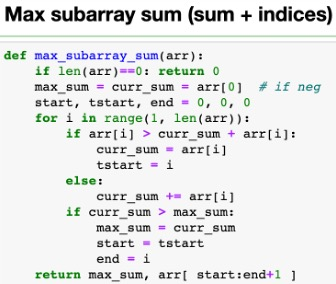 Max subarray sum (sum + indices)
def max_subarray_sum(arr):
    if len(arr)==0: return 0
    max_sum = curr_sum = arr[0]  # if neg
    start, tstart, end = 0, 0, 0
    for i in range(1, len(arr)):
        if arr[i] > curr_sum + arr[i]:
            curr_sum = arr[i]
            tstart = i
        else:
            curr_sum += arr[i]
        if curr_sum > max_sum:
            max_sum = curr_sum
            start = tstart
            end = i
    return max_sum, arr[ start:end+1 ]